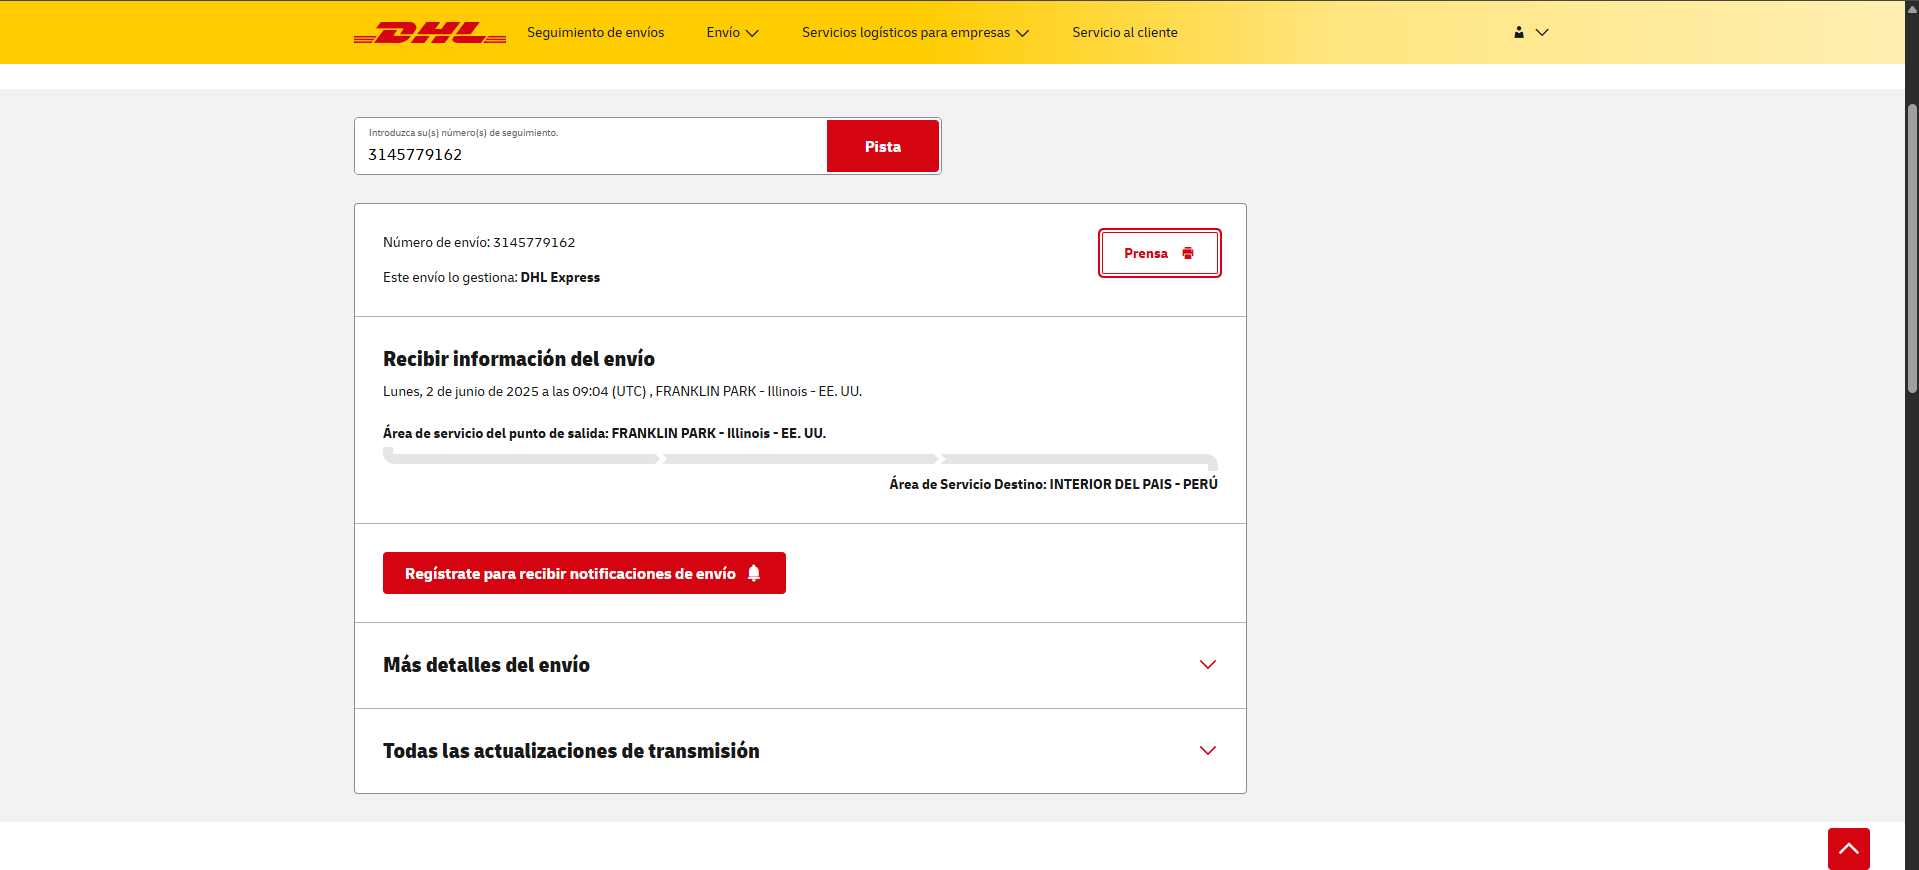 DHL
Seguimiento de envíos
Envío
Servicios logísticos para empresas
Servicio al cliente
Introduzca su(s) número(s) de seguimiento.
3145779162
Pista
Número de envío: 3145779162
Prensa
Este envío lo gestiona: DHL Express
Recibir información del envío
Lunes, 2 de junio de 2025 a las 09:04 (UTC) , FRANKLIN PARK - Illinois - EE. UU.
Área de servicio del punto de salida: FRANKLIN PARK - Illinois - EE. UU.
Área de Servicio Destino: INTERIOR DEL PAIS - PERÚ
Regístrate para recibir notificaciones de envío
Más detalles del envío
Todas las actualizaciones de transmisión